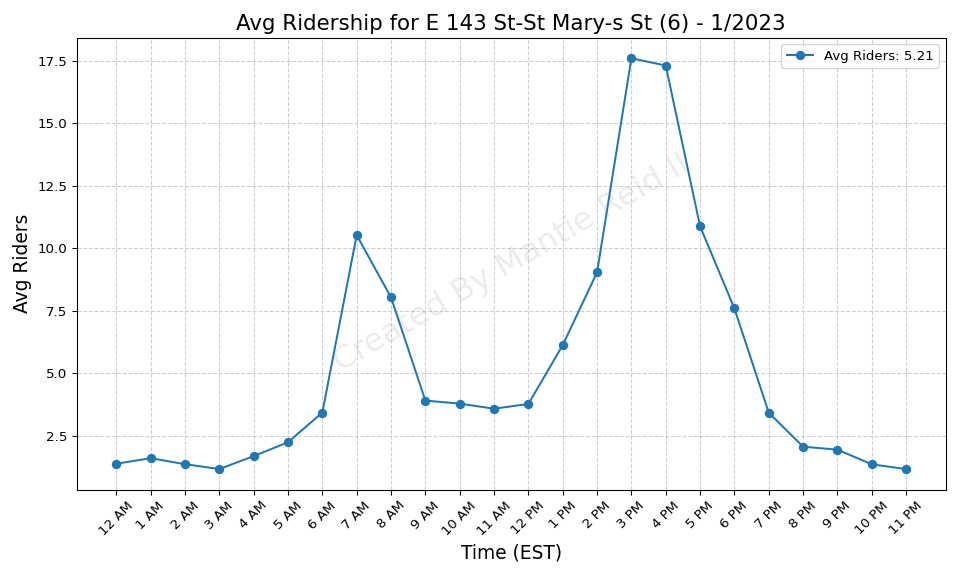 Avg Ridership for E 143 St-St Mary-s St (6) - 1/2023
Avg Riders: 5.21
17.5
15.0
12.5
10.0
7.5
5.0
2.5
Avg Riders
Created By Mantie Reid II
12 AM
1 AM
2 AM
3 AM
4 AM
5 AM
6 AM
7 AM
8 AM
9 AM
10 AM
11 AM
12 PM
1 PM
2 PM
3 PM
4 PM
5 PM
6 PM
7 PM
8 PM
9 PM
10 PM
11 PM
Time (EST)